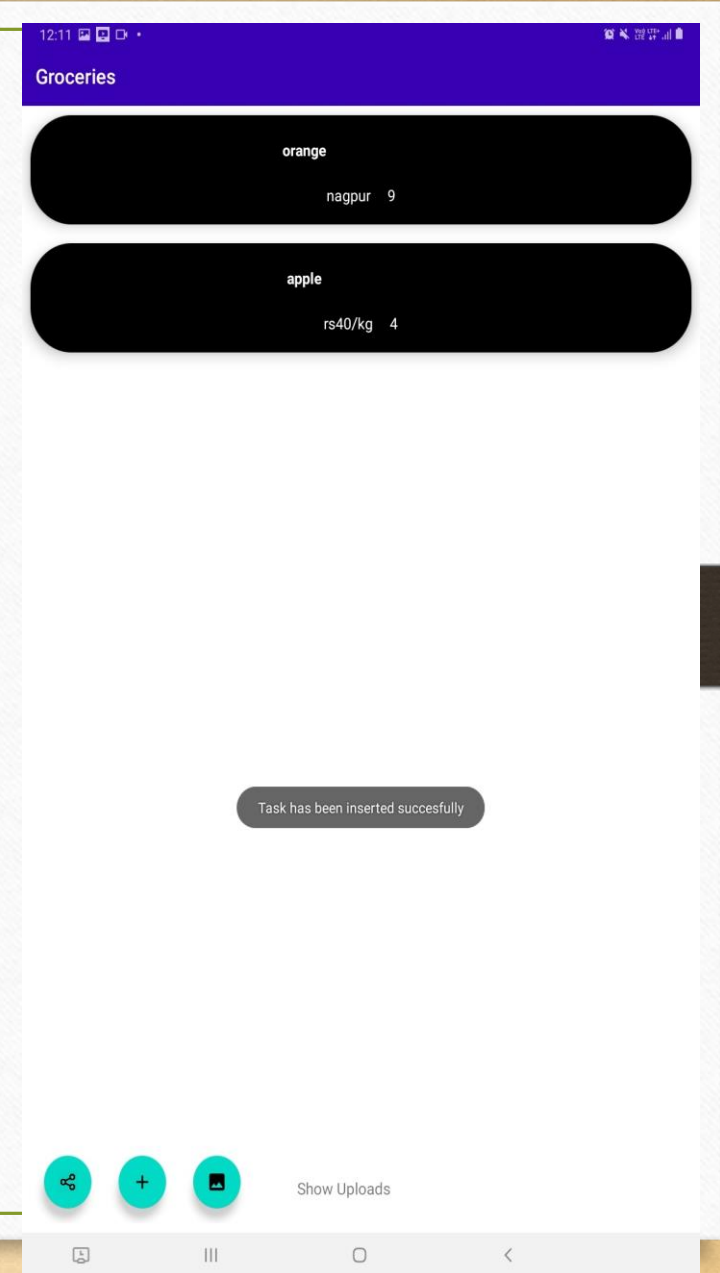 12:11
Groceries
orange
nagpur 9
apple
rs40/kg 4
Task has been inserted succesfully
Show Uploads